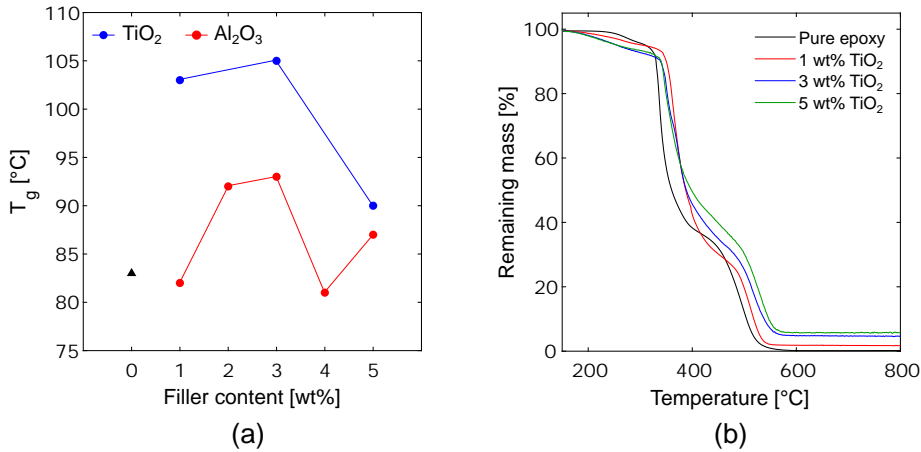 TiO2 Al2O3
110
105
100
95
90
85
80
75
0 1 2 3 4 5
Tg [°C]
Filler content [wt%]
(a)
Pure epoxy
1 wt% TiO2
3 wt% TiO2
5 wt% TiO2
100
80
60
40
20
0
200 400 600 800
Remaining mass [%]
Temperature [°C]
(b)